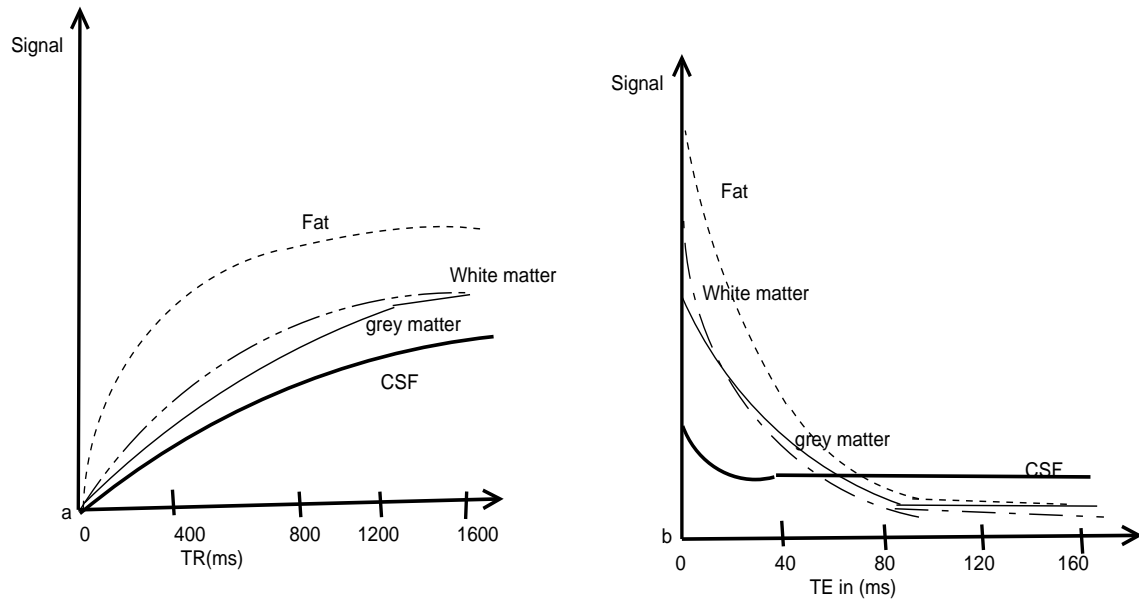 Signal
Fat
White matter
grey matter
CSF
a
0 400 800 1200 1600
TR(ms)
Signal
Fat
White matter
grey matter
CSF
b
0 40 80 120 160
TE in (ms)